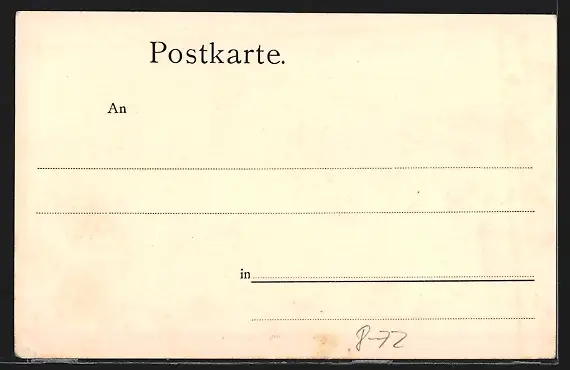 Postkarte.
An
in
8-72